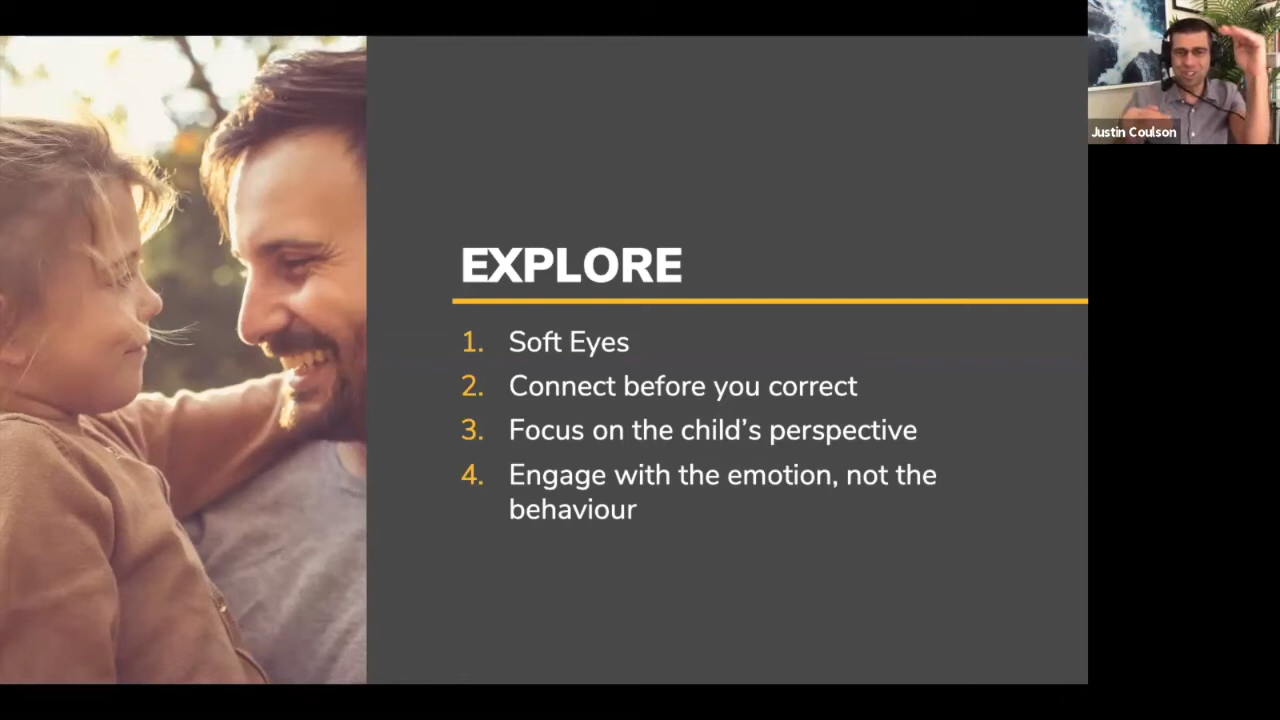 Justin Coulson
EXPLORE
1. Soft Eyes
2. Connect before you correct
3. Focus on the child’s perspective
4. Engage with the emotion, not the
behaviour